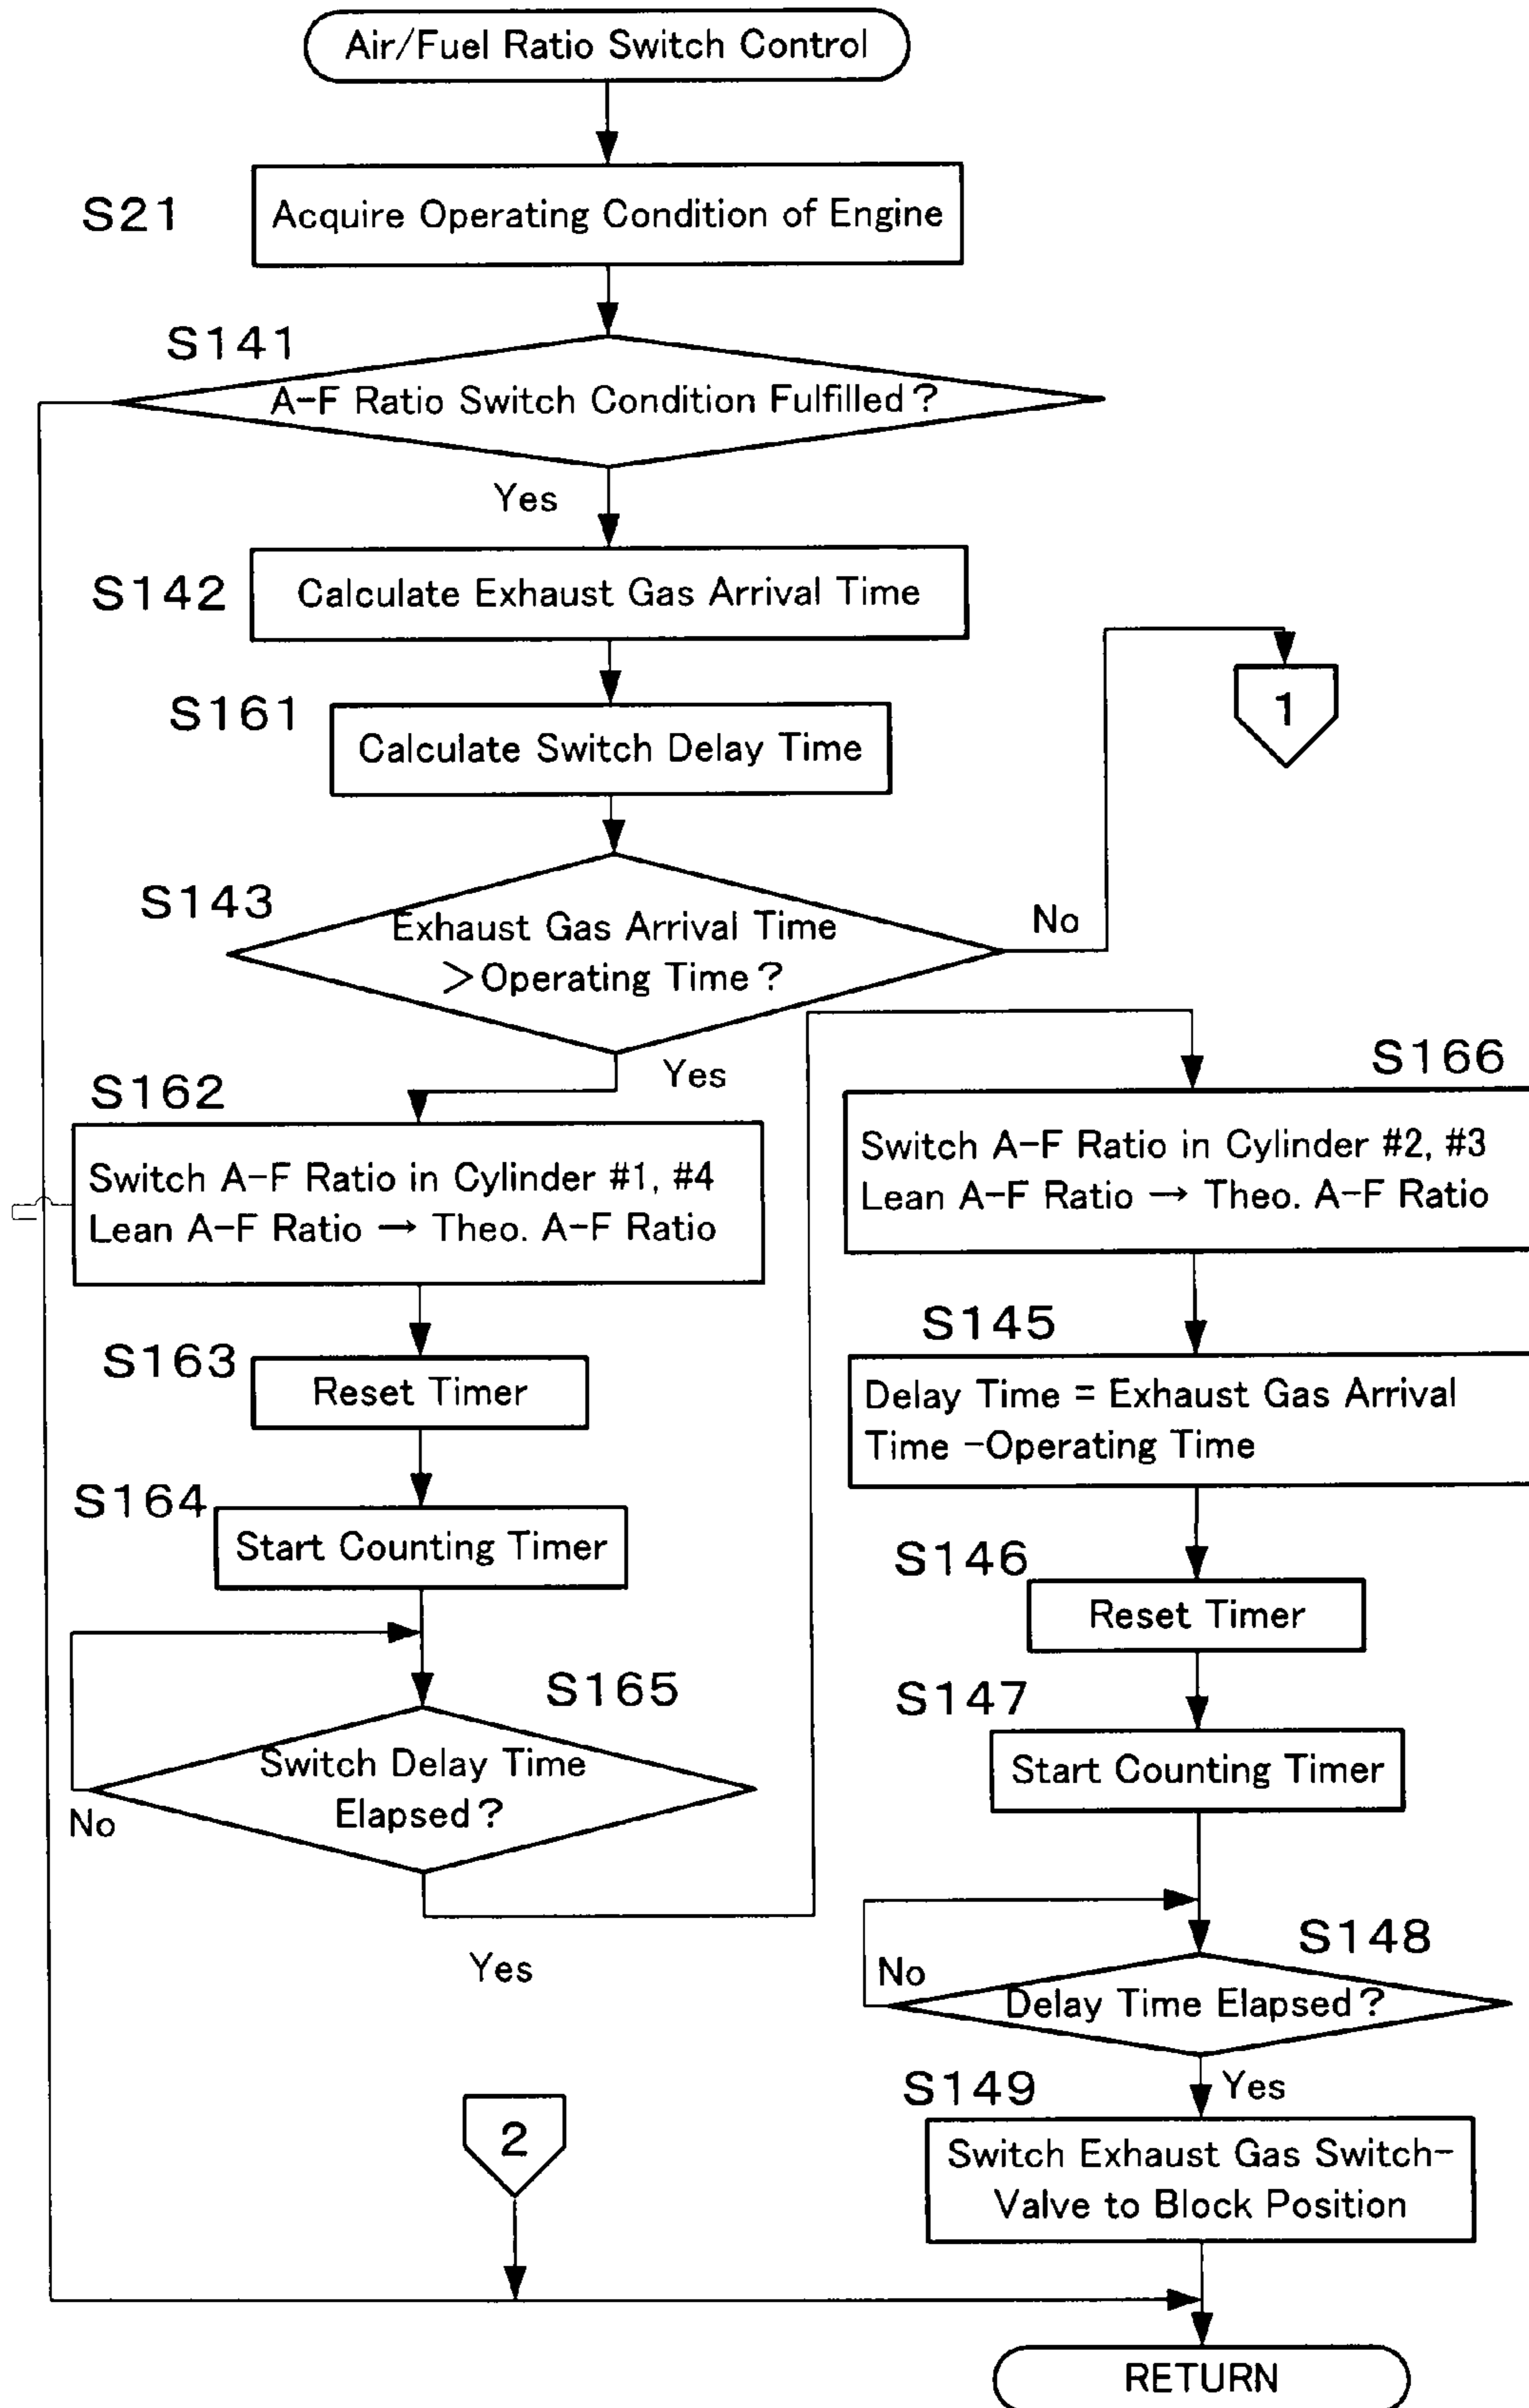 Air/Fuel Ratio Switch Control
S21
Acquire Operating Condition of Engine
S141
A-F Ratio Switch Condition Fulfilled?
Yes
S142
Calculate Exhaust Gas Arrival Time
S161
Calculate Switch Delay Time
1
S143
Exhaust Gas Arrival Time
>Operating Time?
No
Yes
S162
Switch A-F Ratio in Cylinder #1, #4
Lean A-F Ratio → Theo. A-F Ratio
S163
Reset Timer
S164
Start Counting Timer
S165
Switch Delay Time
Elapsed?
No
Yes
S166
Switch A-F Ratio in Cylinder #2, #3
Lean A-F Ratio → Theo. A-F Ratio
S145
Delay Time = Exhaust Gas Arrival
Time -Operating Time
S146
Reset Timer
S147
Start Counting Timer
S148
No
Delay Time Elapsed?
Yes
S149
Switch Exhaust Gas Switch-
Valve to Block Position
2
RETURN